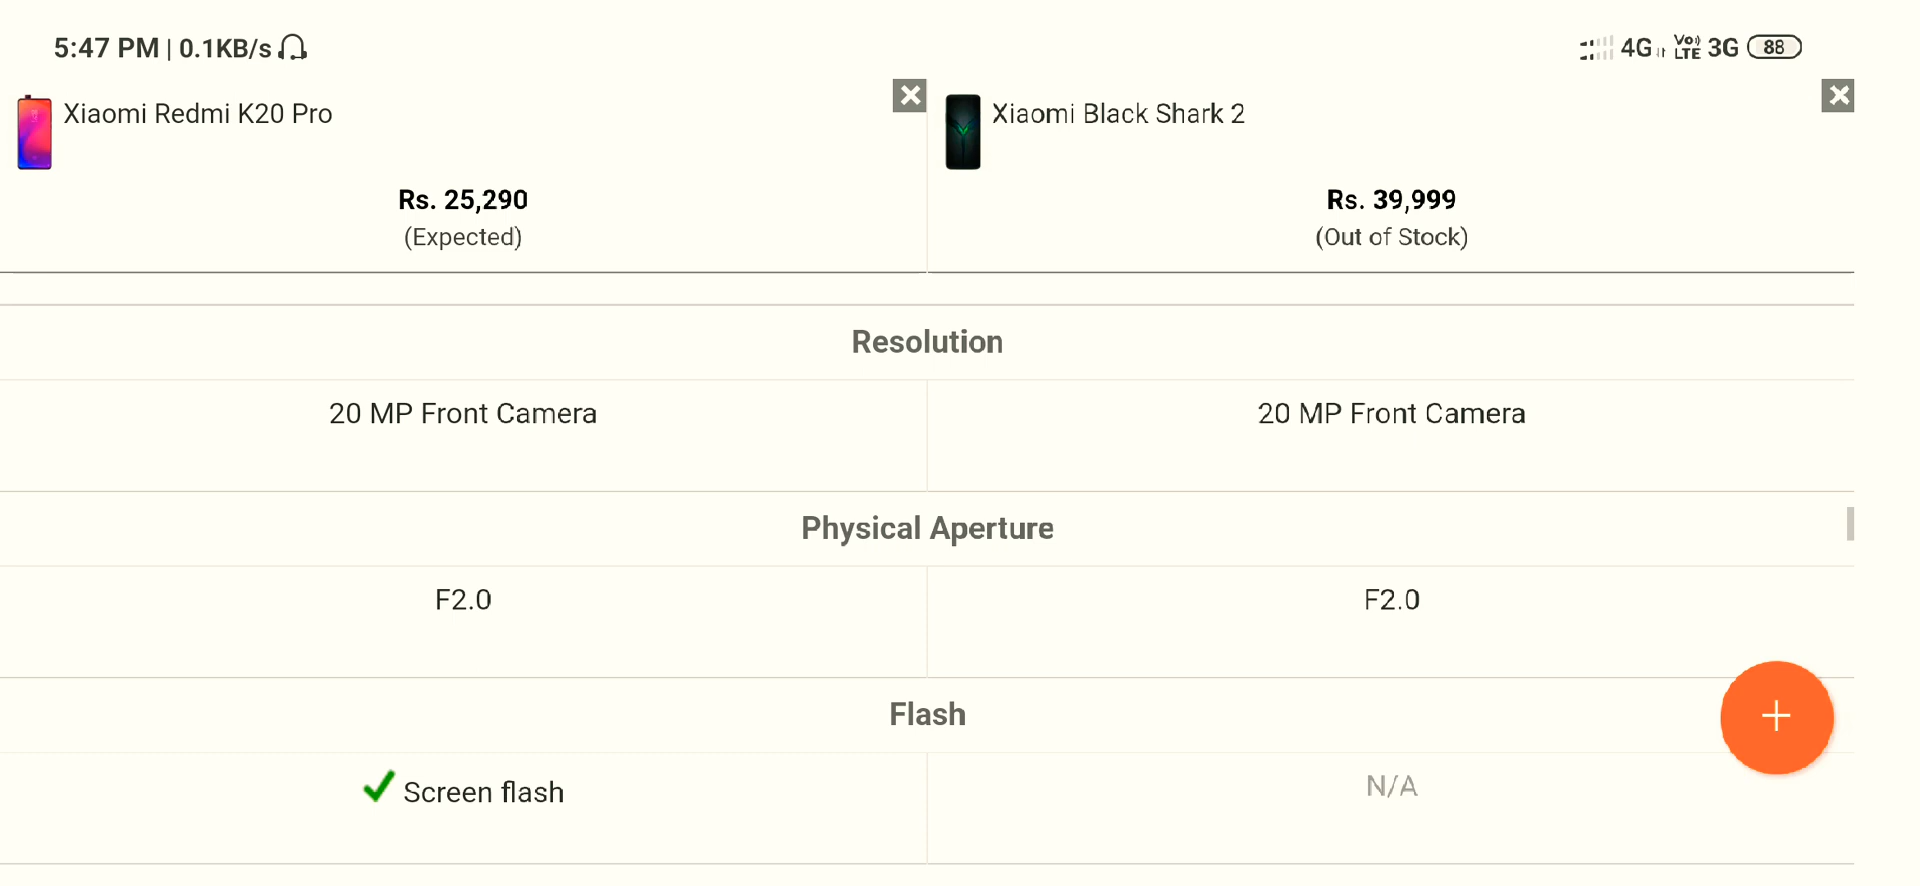 5:47 PM | 0.1KB/s 4G VoLTE 3G 88
Xiaomi Redmi K20 Pro
Rs. 25,290
(Expected)
Xiaomi Black Shark 2
Rs. 39,999
(Out of Stock)
Resolution
20 MP Front Camera 20 MP Front Camera
Physical Aperture
F2.0 F2.0
Flash
Screen flash N/A